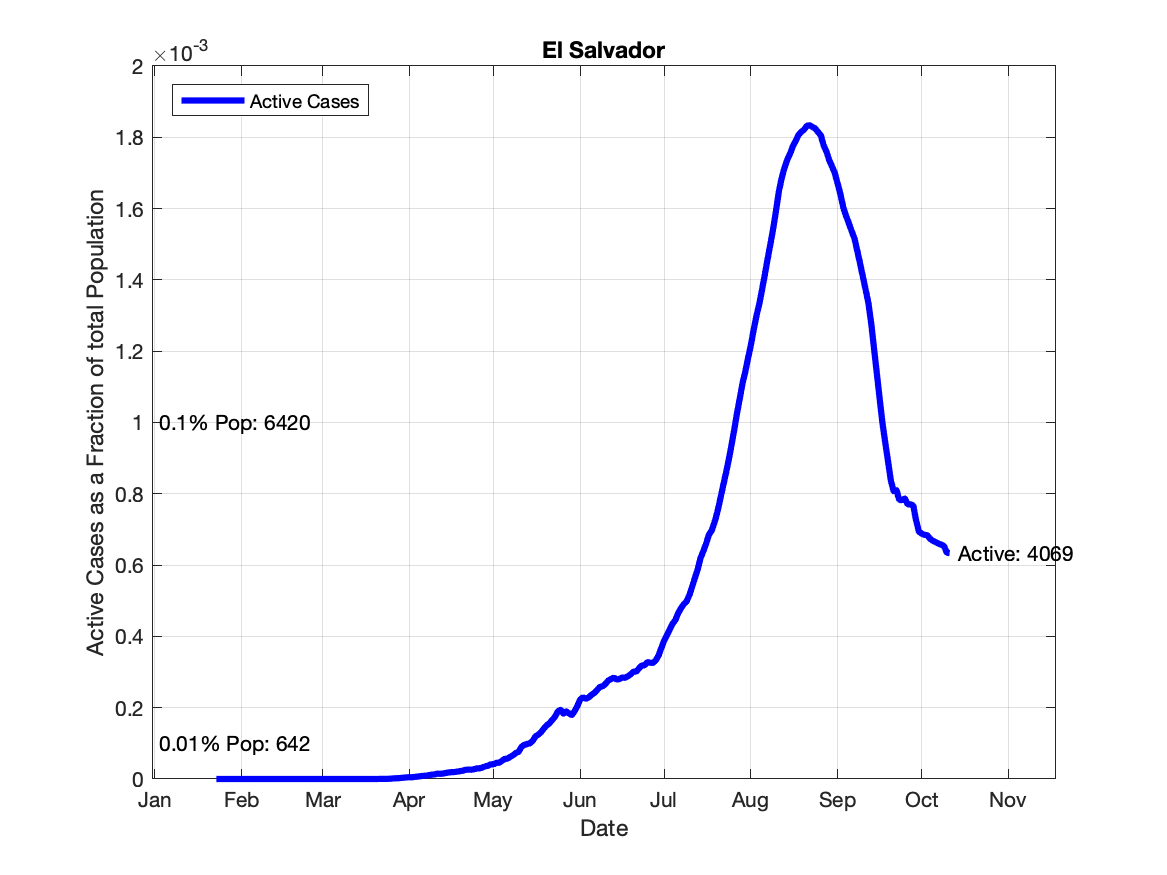 El Salvador
×10-3
Active Cases
2
1.8
1.6
1.4
1.2
1
0.8
0.6
0.4
0.2
0
Active Cases as a Fraction of total Population
0.1% Pop: 6420
0.01% Pop: 642
Active: 4069
Jan Feb Mar Apr May Jun Jul Aug Sep Oct Nov
Date